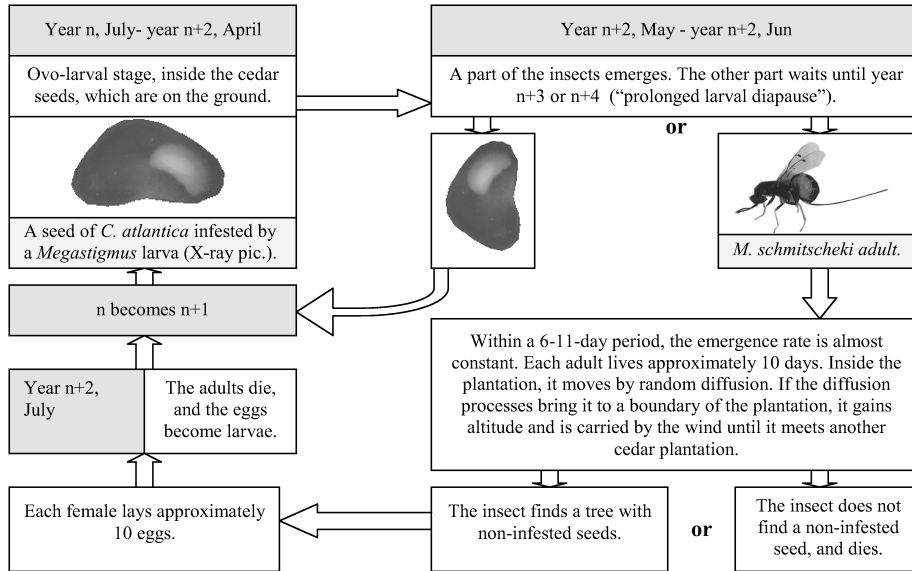 Year n, July- year n+2, April
Ovo-larval stage, inside the cedar
seeds, which are on the ground.
A seed of C. atlantica infested by
a Megastigmus larva (X-ray pic.).
Year n+2, May - year n+2, Jun
A part of the insects emerges. The other part waits until year
n+3 or n+4 (“prolonged larval diapause”).
or
M. schmitscheki adult.
n becomes n+1
Within a 6-11-day period, the emergence rate is almost
constant. Each adult lives approximately 10 days. Inside the
plantation, it moves by random diffusion. If the diffusion
processes bring it to a boundary of the plantation, it gains
altitude and is carried by the wind until it meets another
cedar plantation.
Year n+2,
July
The adults die,
and the eggs
become larvae.
Each female lays approximately
10 eggs.
The insect finds a tree with
non-infested seeds.
or
The insect does not
find a non-infested
seed, and dies.